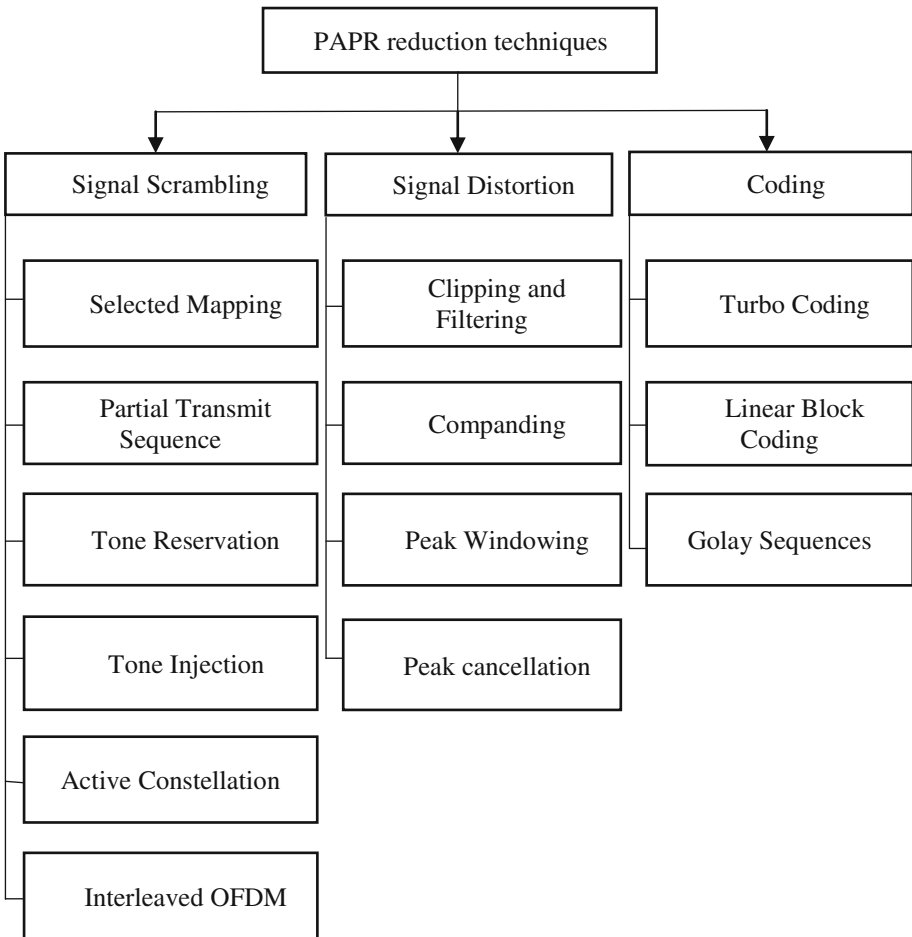 PAPR reduction techniques
Signal Scrambling
Selected Mapping
Partial Transmit
Sequence
Tone Reservation
Tone Injection
Active Constellation
Interleaved OFDM
Signal Distortion
Clipping and
Filtering
Companding
Peak Windowing
Peak cancellation
Coding
Turbo Coding
Linear Block
Coding
Golay Sequences